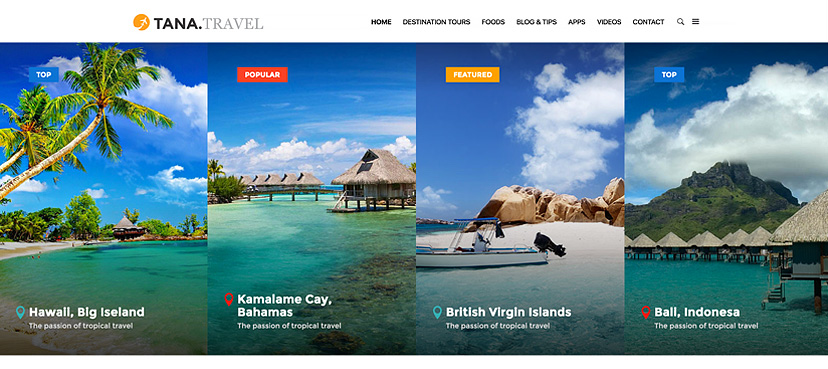 TANA.TRAVEL
HOME DESTINATION TOURS FOODS BLOG & TIPS APPS VIDEOS CONTACT
TOP
Hawaii, Big Iseland
The passion of tropical travel
POPULAR
Kamalame Cay,
Bahamas
The passion of tropical travel
FEATURED
British Virgin Islands
The passion of tropical travel
TOP
Bali, Indonesa
The passion of tropical travel